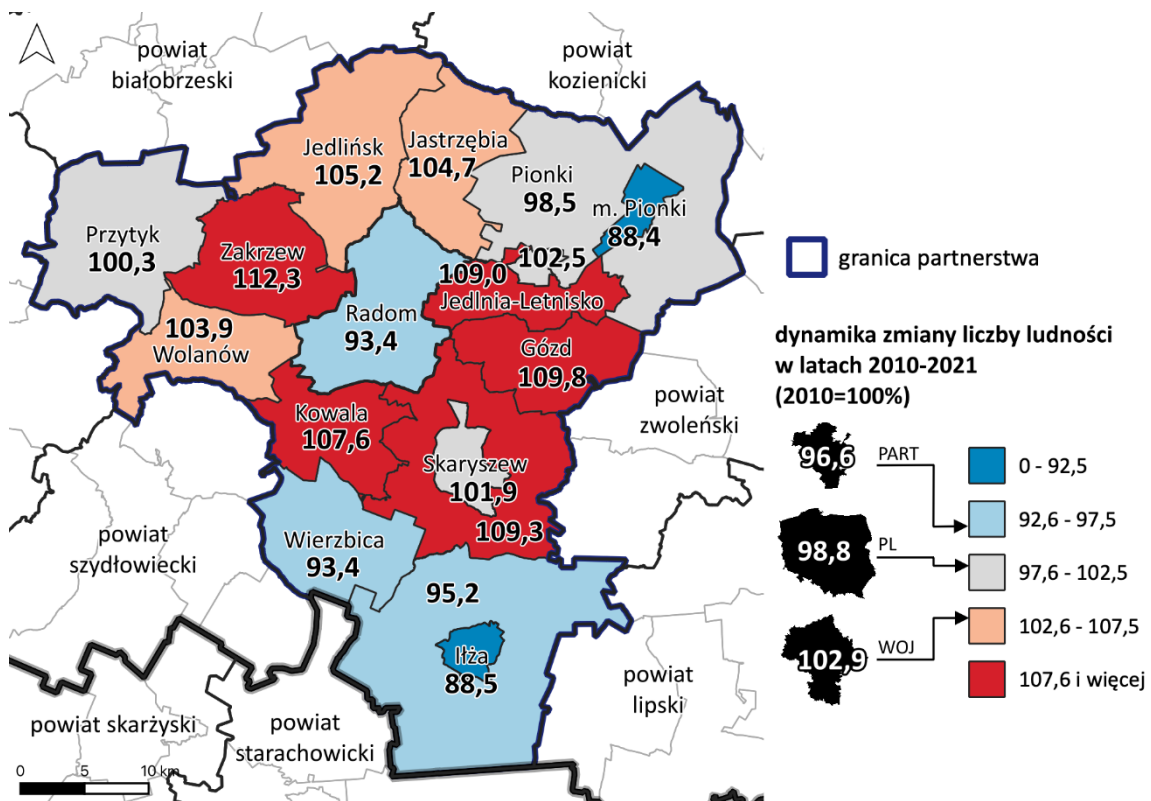 powiat
białobrzeski
powiat
kozienicki
Jedlińsk
105,2
Jastrzębia
104,7
Pionki
98,5
m. Pionki
88,4
Przytyk
100,3
Zakrzew
112,3
102,5
109,0
Jedlnia-Letnisko
Radom
93,4
103,9
Wolanów
Gózd
109,8
Kowala
107,6
powiat
zwoleński
Skaryszew
101,9
109,3
Wierzbica
93,4
powiat
szydłowiecki
95,2
Iłża
88,5
powiat
lipski
powiat skarżyski
powiat
starachowicki
0 5 10 km
granica partnerstwa
dynamika zmiany liczby ludności
w latach 2010-2021
(2010=100%)
96,6 PART
98,8 PL
102,9 WOJ
0 - 92,5
92,6 - 97,5
97,6 - 102,5
102,6 - 107,5
107,6 i więcej